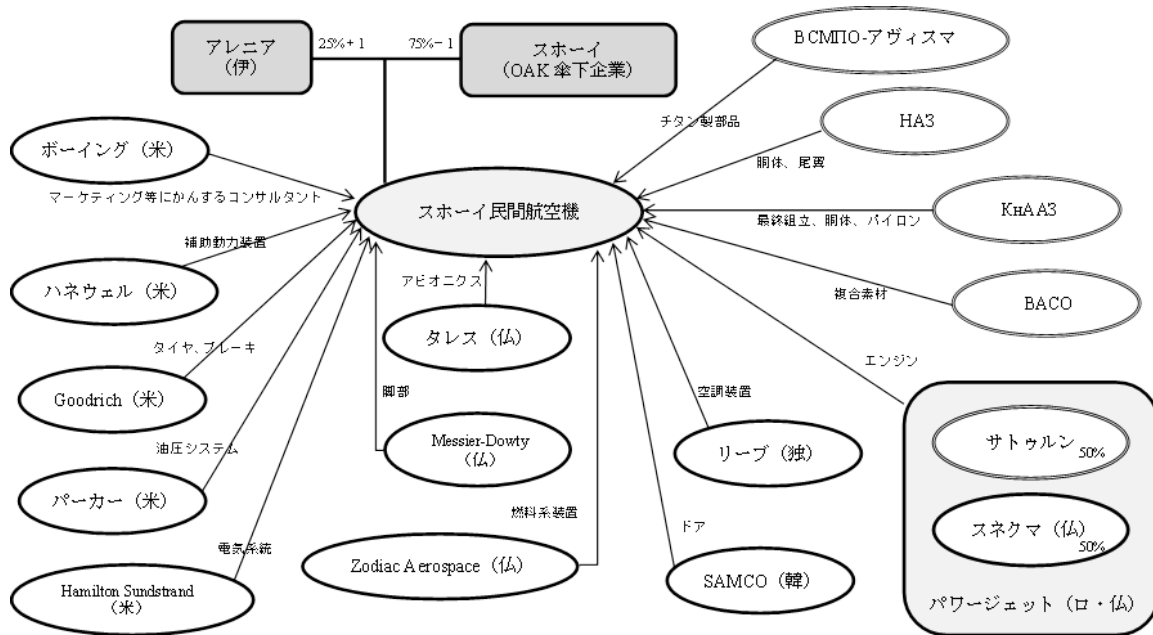 アレニア
(伊)
25%+1
75%−1
スホーイ
(OAK 傘下企業)
ВСМПО-アヴィスマ
チタン製部品
НАЗ
ボーイング (米)
胴体、尾翼
マーケティング等にかんするコンサルタント
スホーイ民間航空機
КнААЗ
最終組立、胴体、パイロン
補助動力装置
ハネウェル (米)
アビオニクス
複合素材
ВАСО
タレス (仏)
タイヤ、ブレーキ
エンジン
Goodrich (米)
脚部
空調装置
Messier-Dowty
(仏)
リーブ (独)
サトゥルン
50%
油圧システム
パーカー (米)
燃料系装置
ドア
スネクマ (仏)
50%
電気系統
Zodiac Aerospace (仏)
SAMCO (韓)
Hamilton Sundstrand
(米)
パワージェット (ロ・仏)